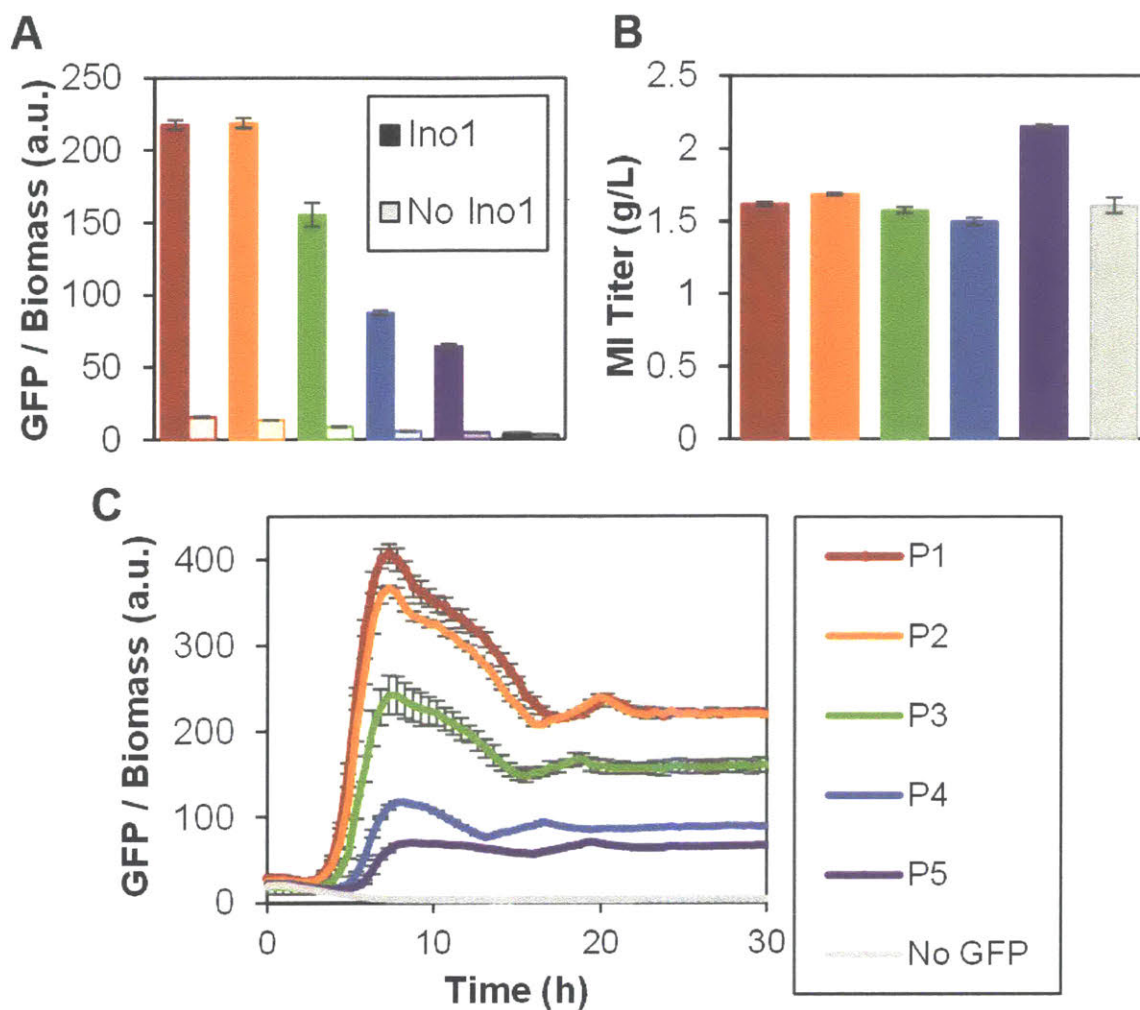 A
GFP / Biomass (a.u.)
250
200
150
100
50
0
Ino1
No Ino1
B
MI Titer (g/L)
2.5
2
1.5
1
0.5
0
C
GFP / Biomass (a.u.)
400
300
200
100
0
0 10 20 30
Time (h)
P1
P2
P3
P4
P5
No GFP